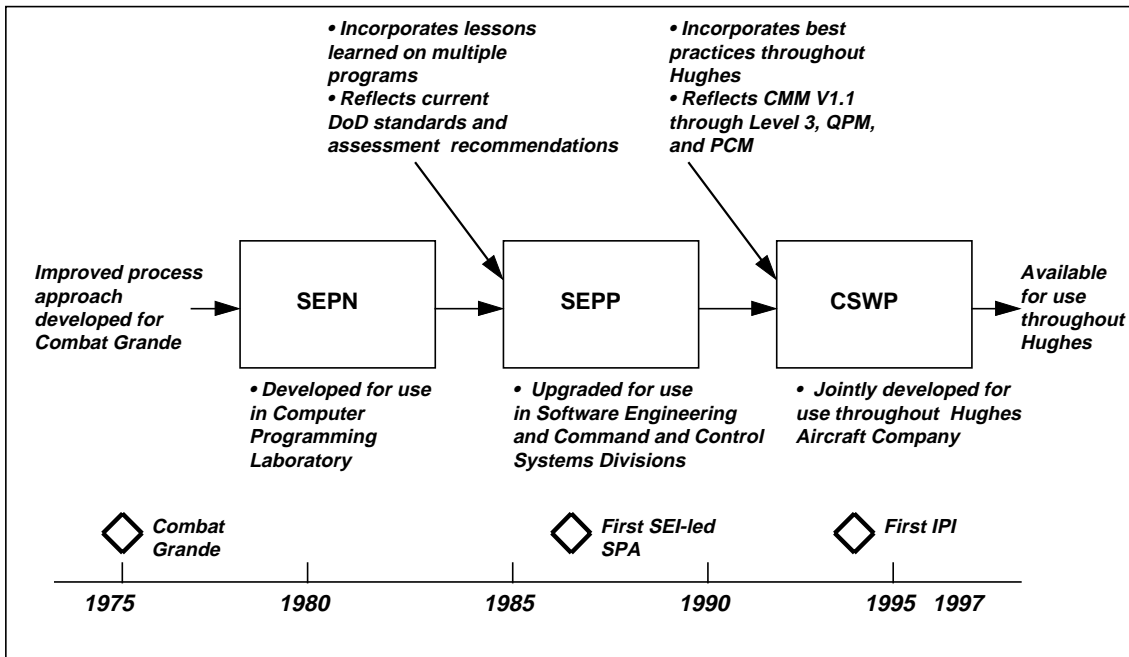 • Incorporates lessons
learned on multiple
programs
• Reflects current
DoD standards and
assessment recommendations
• Incorporates best
practices throughout
Hughes
• Reflects CMM V1.1
through Level 3, QPM,
and PCM
Improved process
approach
developed for
Combat Grande
SEPN
SEPP
CSWP
Available
for use
throughout
Hughes
• Developed for use
in Computer
Programming
Laboratory
• Upgraded for use
in Software Engineering
and Command and Control
Systems Divisions
• Jointly developed for
use throughout Hughes
Aircraft Company
Combat
Grande
First SEI-led
SPA
First IPI
1975 1980 1985 1990 1995 1997